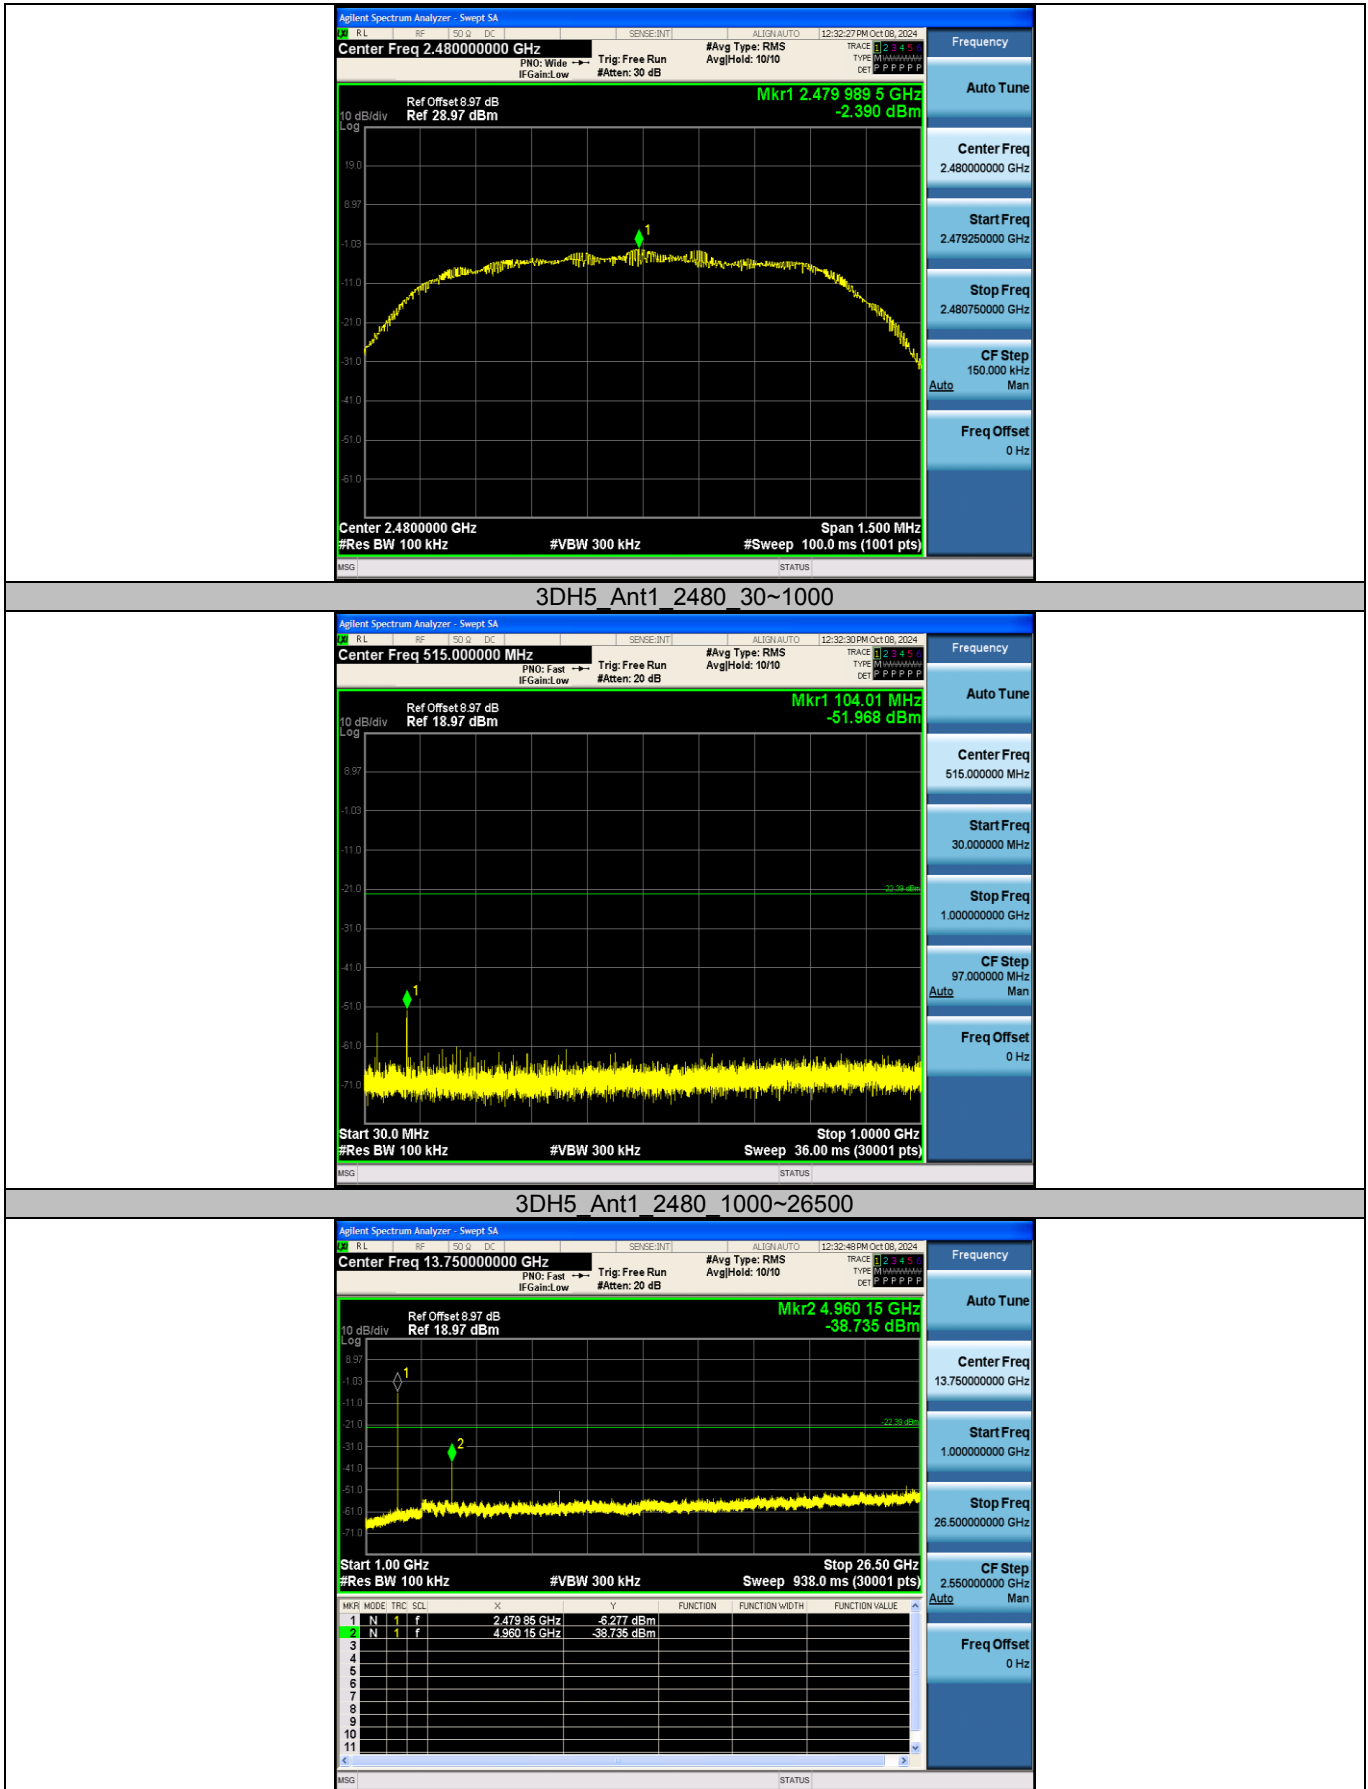 Agilent Spectrum Analyzer - Swept SA
RL RF 50 Ω DC SENSE:INT ALIGN AUTO 12:32:27 PM Oct 08, 2024
Center Freq 2.480000000 GHz #Avg Type: RMS TRACE 1 2 3 4 5 6
PNO: Wide Trig: Free Run Avg|Hold: 10/10 TYPE M
IFGain:Low #Atten: 30 dB DET P P P P P P
Frequency
Auto Tune
Center Freq
2.480000000 GHz
Start Freq
2.479250000 GHz
Stop Freq
2.480750000 GHz
CF Step
150.000 kHz
Auto Man
Freq Offset
0 Hz
Mkr1 2.479 989 5 GHz
-2.390 dBm
Ref Offset 8.97 dB
10 dB/div Ref 28.97 dBm
Log
19.0
8.97
1
-1.03
-11.0
-21.0
-31.0
-41.0
-51.0
-61.0
Center 2.4800000 GHz Span 1.500 MHz
#Res BW 100 kHz #VBW 300 kHz #Sweep 100.0 ms (1001 pts)
MSG STATUS
3DH5_Ant1_2480_30~1000
Agilent Spectrum Analyzer - Swept SA
RL RF 50 Ω DC SENSE:INT ALIGN AUTO 12:32:30 PM Oct 08, 2024
Center Freq 515.000000 MHz #Avg Type: RMS TRACE 1 2 3 4 5 6
PNO: Fast Trig: Free Run Avg|Hold: 10/10 TYPE M
IFGain:Low #Atten: 20 dB DET P P P P P P
Frequency
Auto Tune
Center Freq
515.000000 MHz
Start Freq
30.000000 MHz
Stop Freq
1.000000000 GHz
CF Step
97.000000 MHz
Auto Man
Freq Offset
0 Hz
Mkr1 104.01 MHz
-51.968 dBm
Ref Offset 8.97 dB
10 dB/div Ref 18.97 dBm
Log
8.97
-1.03
-11.0
-21.0
-22.39 dBm
-31.0
-41.0
1
-51.0
-61.0
-71.0
Start 30.0 MHz Stop 1.0000 GHz
#Res BW 100 kHz #VBW 300 kHz Sweep 36.00 ms (30001 pts)
MSG STATUS
3DH5_Ant1_2480_1000~26500
Agilent Spectrum Analyzer - Swept SA
RL RF 50 Ω DC SENSE:INT ALIGN AUTO 12:32:48 PM Oct 08, 2024
Center Freq 13.750000000 GHz #Avg Type: RMS TRACE 1 2 3 4 5 6
PNO: Fast Trig: Free Run Avg|Hold: 10/10 TYPE M
IFGain:Low #Atten: 20 dB DET P P P P P P
Frequency
Auto Tune
Center Freq
13.750000000 GHz
Start Freq
1.000000000 GHz
Stop Freq
26.500000000 GHz
CF Step
2.550000000 GHz
Auto Man
Freq Offset
0 Hz
Mkr2 4.960 15 GHz
-38.735 dBm
Ref Offset 8.97 dB
10 dB/div Ref 18.97 dBm
Log
8.97
1
-1.03
-11.0
-21.0
-22.39 dBm
-31.0
2
-41.0
-51.0
-61.0
-71.0
Start 1.00 GHz Stop 26.50 GHz
#Res BW 100 kHz #VBW 300 kHz Sweep 938.0 ms (30001 pts)
MKR MODE TRC SCL X Y FUNCTION FUNCTION WIDTH FUNCTION VALUE
1 N 1 f 2.479 85 GHz -6.277 dBm
2 N 1 f 4.960 15 GHz -38.735 dBm
3
4
5
6
7
8
9
10
11
MSG STATUS